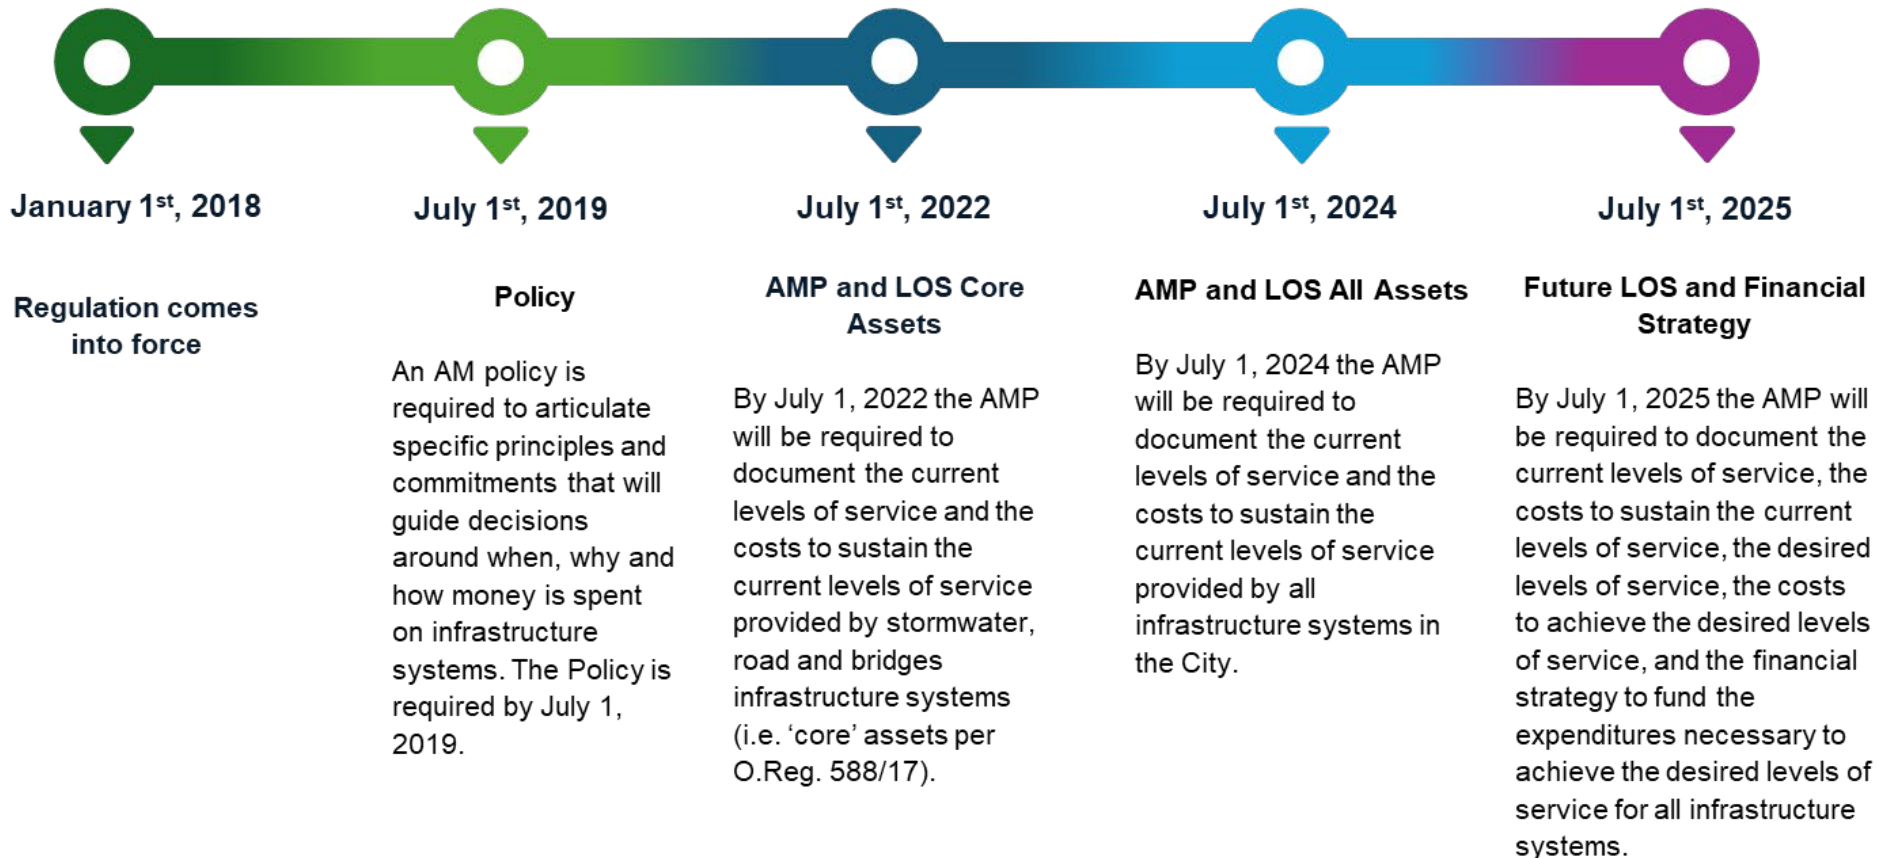 January 1st, 2018
Regulation comes
into force
July 1st, 2019
Policy
An AM policy is
required to articulate
specific principles and
commitments that will
guide decisions
around when, why and
how money is spent
on infrastructure
systems. The Policy is
required by July 1,
2019.
July 1st, 2022
AMP and LOS Core
Assets
By July 1, 2022 the AMP
will be required to
document the current
levels of service and the
costs to sustain the
current levels of service
provided by stormwater,
road and bridges
infrastructure systems
(i.e. ‘core’ assets per
O.Reg. 588/17).
July 1st, 2024
AMP and LOS All Assets
By July 1, 2024 the AMP
will be required to
document the current
levels of service and the
costs to sustain the
current levels of service
provided by all
infrastructure systems in
the City.
July 1st, 2025
Future LOS and Financial
Strategy
By July 1, 2025 the AMP will
be required to document the
current levels of service, the
costs to sustain the current
levels of service, the desired
levels of service, the costs
to achieve the desired levels
of service, and the financial
strategy to fund the
expenditures necessary to
achieve the desired levels of
service for all infrastructure
systems.